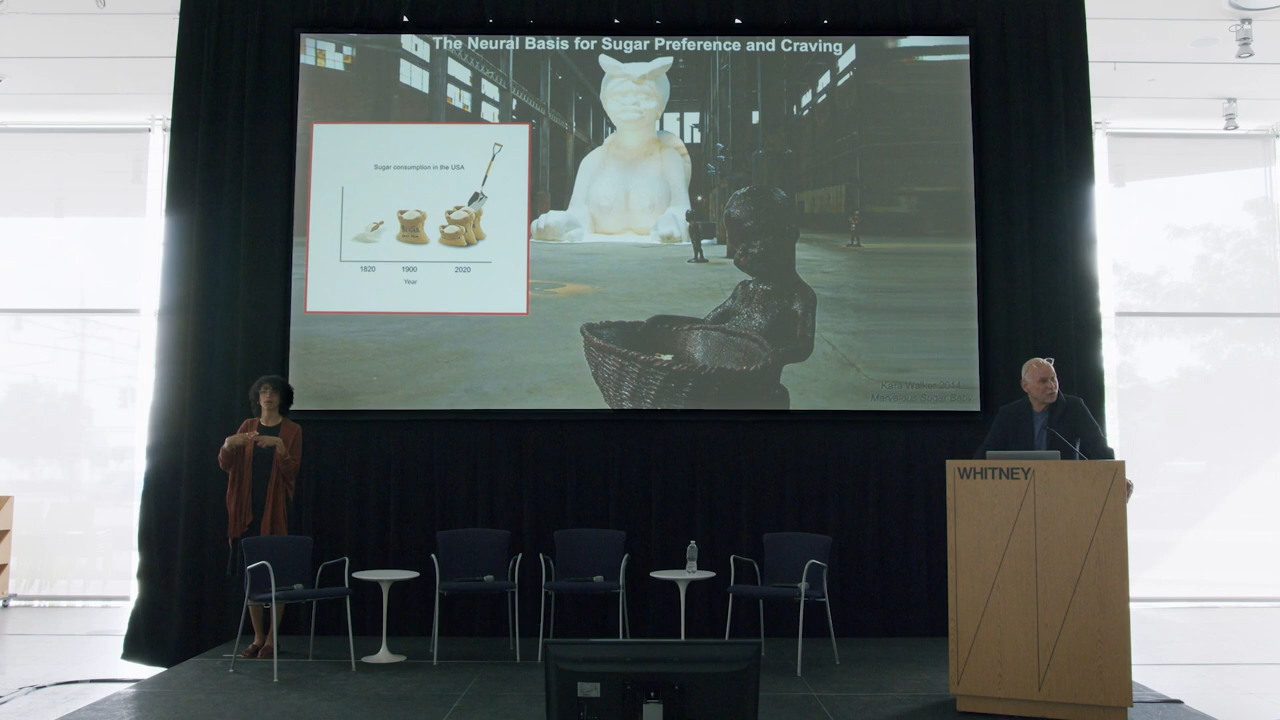 The Neural Basis for Sugar Preference and Craving
Sugar consumption in the USA
1820 1900 2020
Year
Kara Walker 2014
Marvelous Sugar Baby
WHITNEY